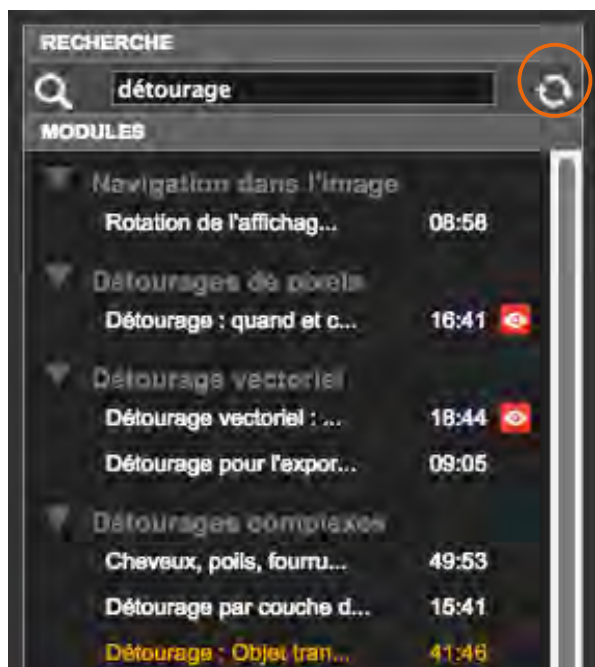 RECHERCHE
détourage
MODULES
Navigation dans l'image
Rotation de l'affichag... 08:58
Détourages de pixels
Détourage : quand et c... 16:41
Détourage vectoriel
Détourage vectoriel : ... 18:44
Détourage pour l'expor... 09:05
Détourages complexes
Cheveux, poils, fourru... 49:53
Détourage par couche d... 15:41
Détourage : Objet tran... 41:46